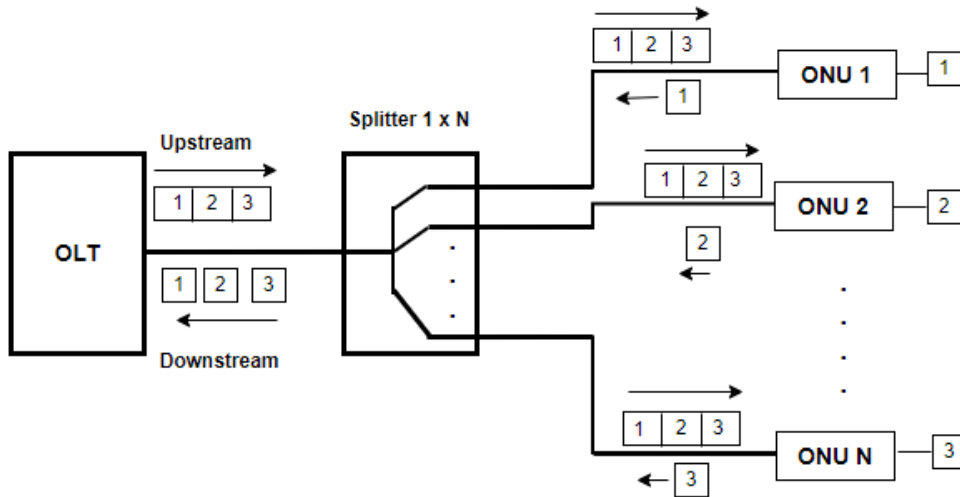 1 2 3
ONU 1
1
1
Splitter 1 x N
Upstream
1 2 3
1 2 3
ONU 2
2
2
OLT
1 2 3
Downstream
1 2 3
ONU N
3
3